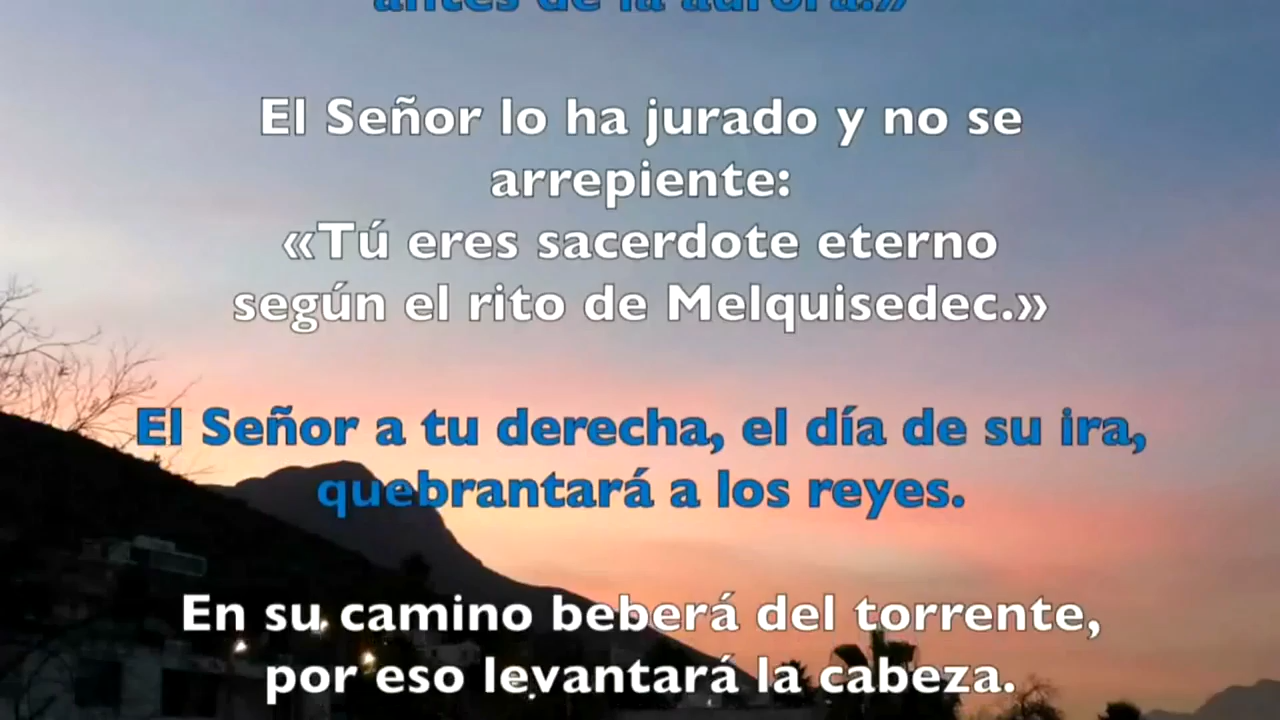 antes de la aurora.»
El Señor lo ha jurado y no se
arrepiente:
«Tú eres sacerdote eterno
según el rito de Melquisedec.»
El Señor a tu derecha, el día de su ira,
quebrantará a los reyes.
En su camino beberá del torrente,
por eso levantará la cabeza.